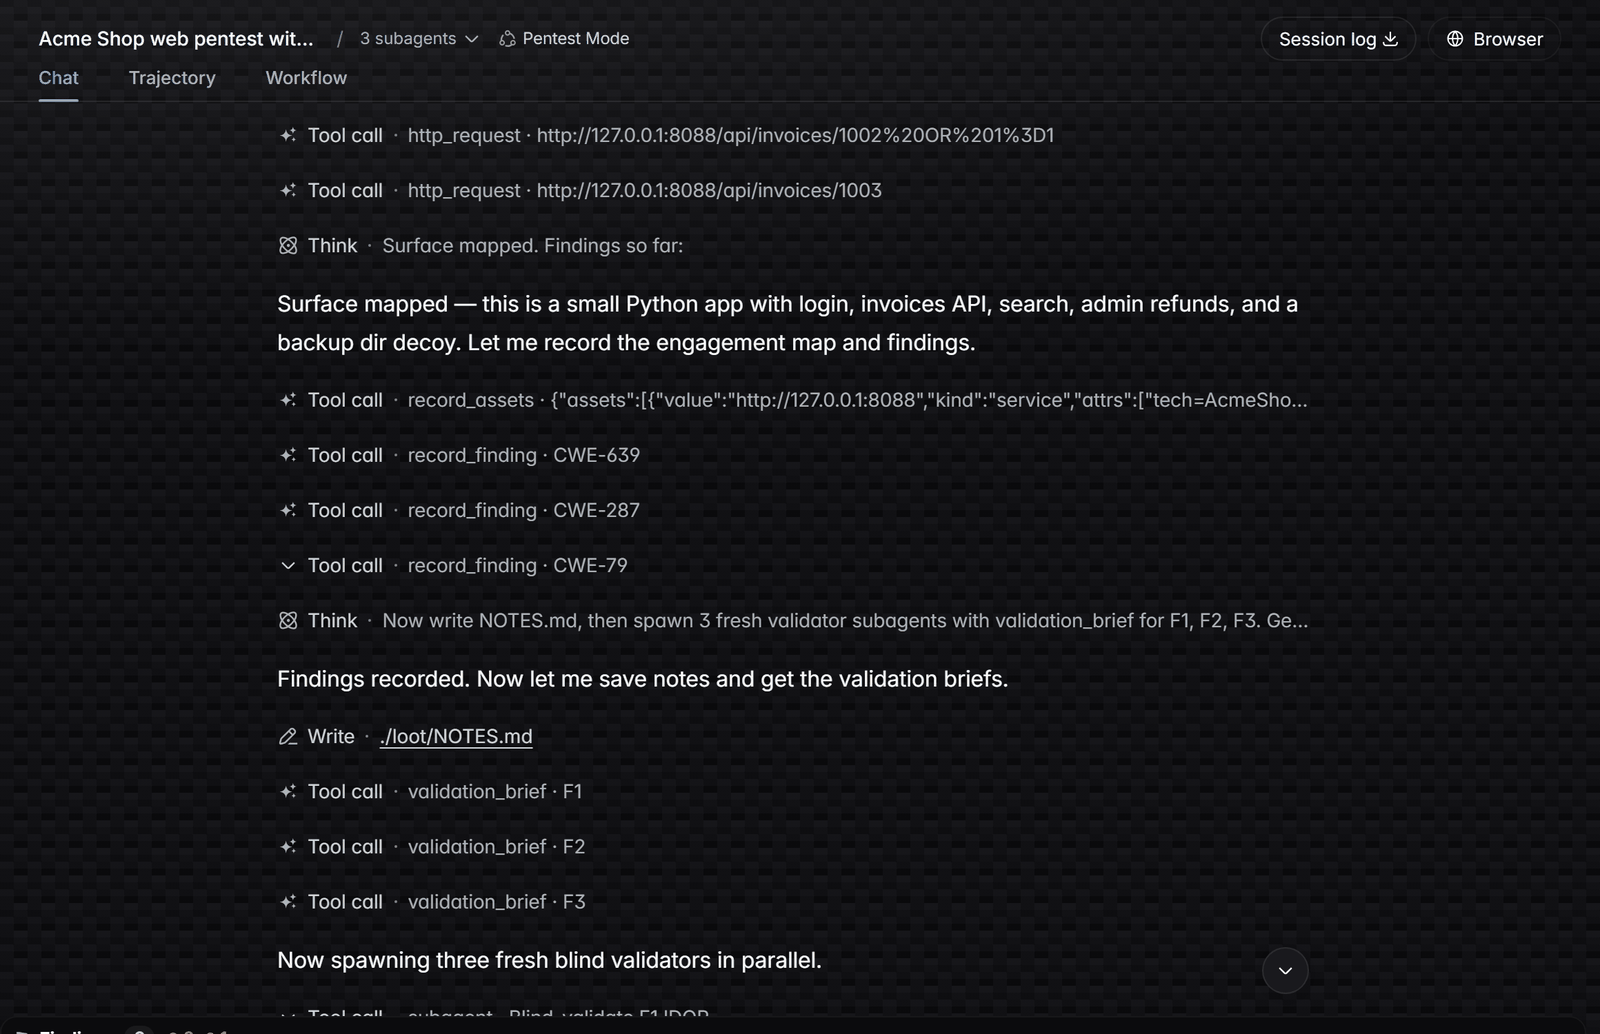 Acme Shop web pentest wit... / 3 subagents Pentest Mode Session log Browser
Chat Trajectory Workflow
Tool call · http_request · http://127.0.0.1:8088/api/invoices/1002%20OR%201%3D1
Tool call · http_request · http://127.0.0.1:8088/api/invoices/1003
Think · Surface mapped. Findings so far:
Surface mapped — this is a small Python app with login, invoices API, search, admin refunds, and a
backup dir decoy. Let me record the engagement map and findings.
Tool call · record_assets · {"assets":[{"value":"http://127.0.0.1:8088","kind":"service","attrs":["tech=AcmeSho...
Tool call · record_finding · CWE-639
Tool call · record_finding · CWE-287
Tool call · record_finding · CWE-79
Think · Now write NOTES.md, then spawn 3 fresh validator subagents with validation_brief for F1, F2, F3. Ge...
Findings recorded. Now let me save notes and get the validation briefs.
Write · ./loot/NOTES.md
Tool call · validation_brief · F1
Tool call · validation_brief · F2
Tool call · validation_brief · F3
Now spawning three fresh blind validators in parallel.
Tool call · subagent · Blind-validate F1 IDOR